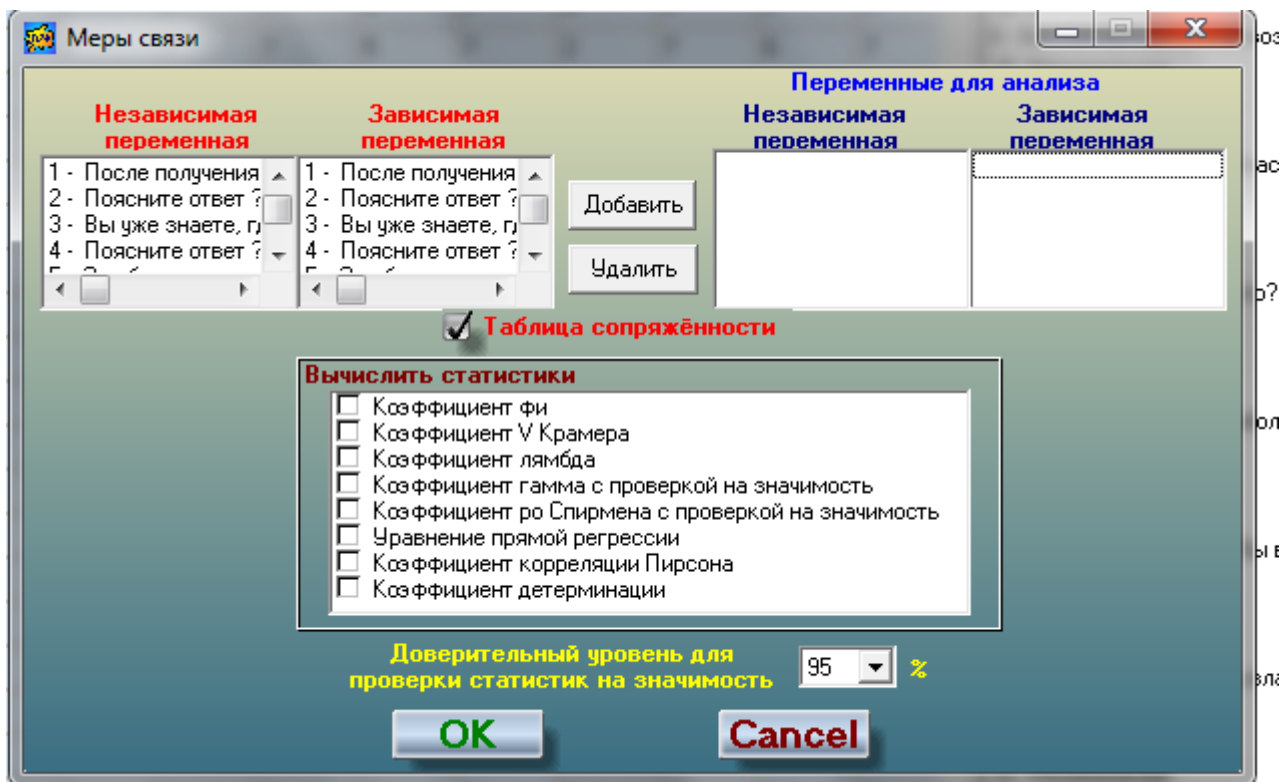 Меры связи
Переменные для анализа
Независимая переменная
Зависимая переменная
Независимая переменная
Зависимая переменная
1 - После получения
2 - Поясните ответ ?
3 - Вы уже знаете, г
4 - Поясните ответ ?
1 - После получения
2 - Поясните ответ ?
3 - Вы уже знаете, г
4 - Поясните ответ ?
Добавить
Удалить
Таблица сопряжённости
Вычислить статистики
Коэффициент фи
Коэффициент V Крамера
Коэффициент лямбда
Коэффициент гамма с проверкой на значимость
Коэффициент ро Спирмена с проверкой на значимость
Уравнение прямой регрессии
Коэффициент корреляции Пирсона
Коэффициент детерминации
Доверительный уровень для
проверки статистик на значимость
95
%
OK
Cancel